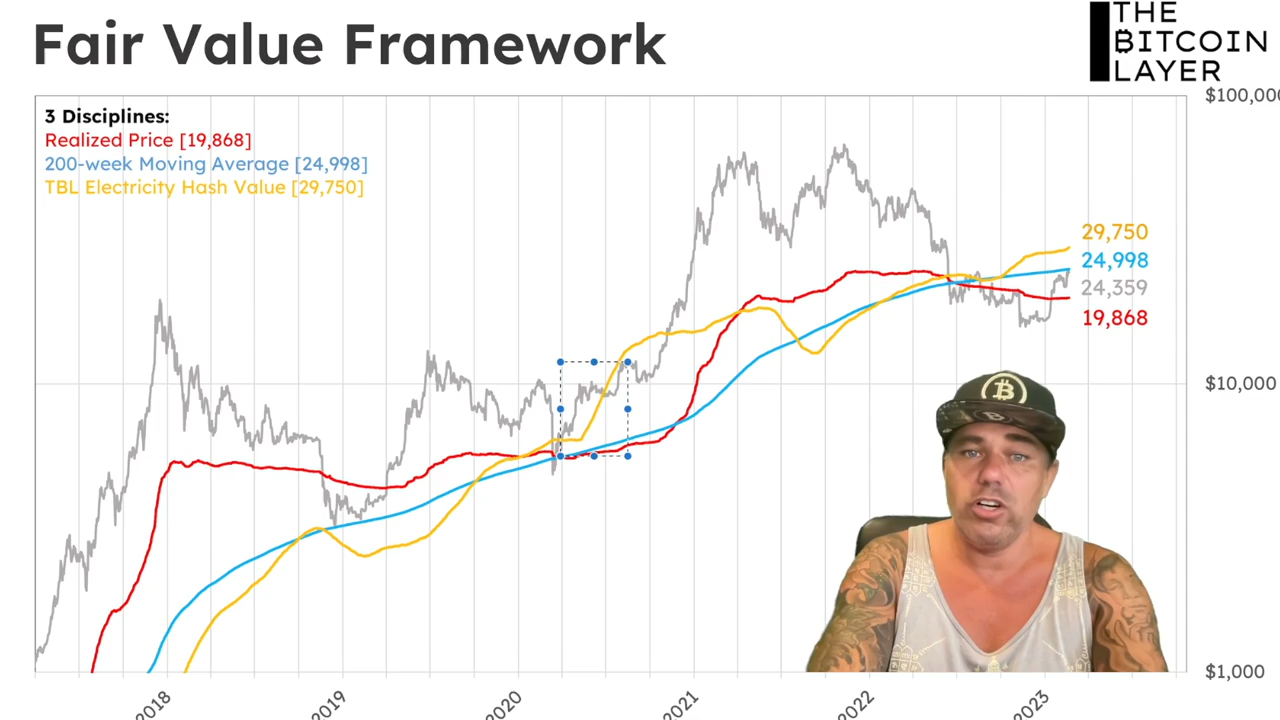 Fair Value Framework
THE
₿ITCOIN
LAYER
3 Disciplines:
Realized Price [19,868]
200-week Moving Average [24,998]
TBL Electricity Hash Value [29,750]
$100,000
29,750
24,998
24,359
19,868
$10,000
$1,000
2018
2019
2020
2021
2022
2023